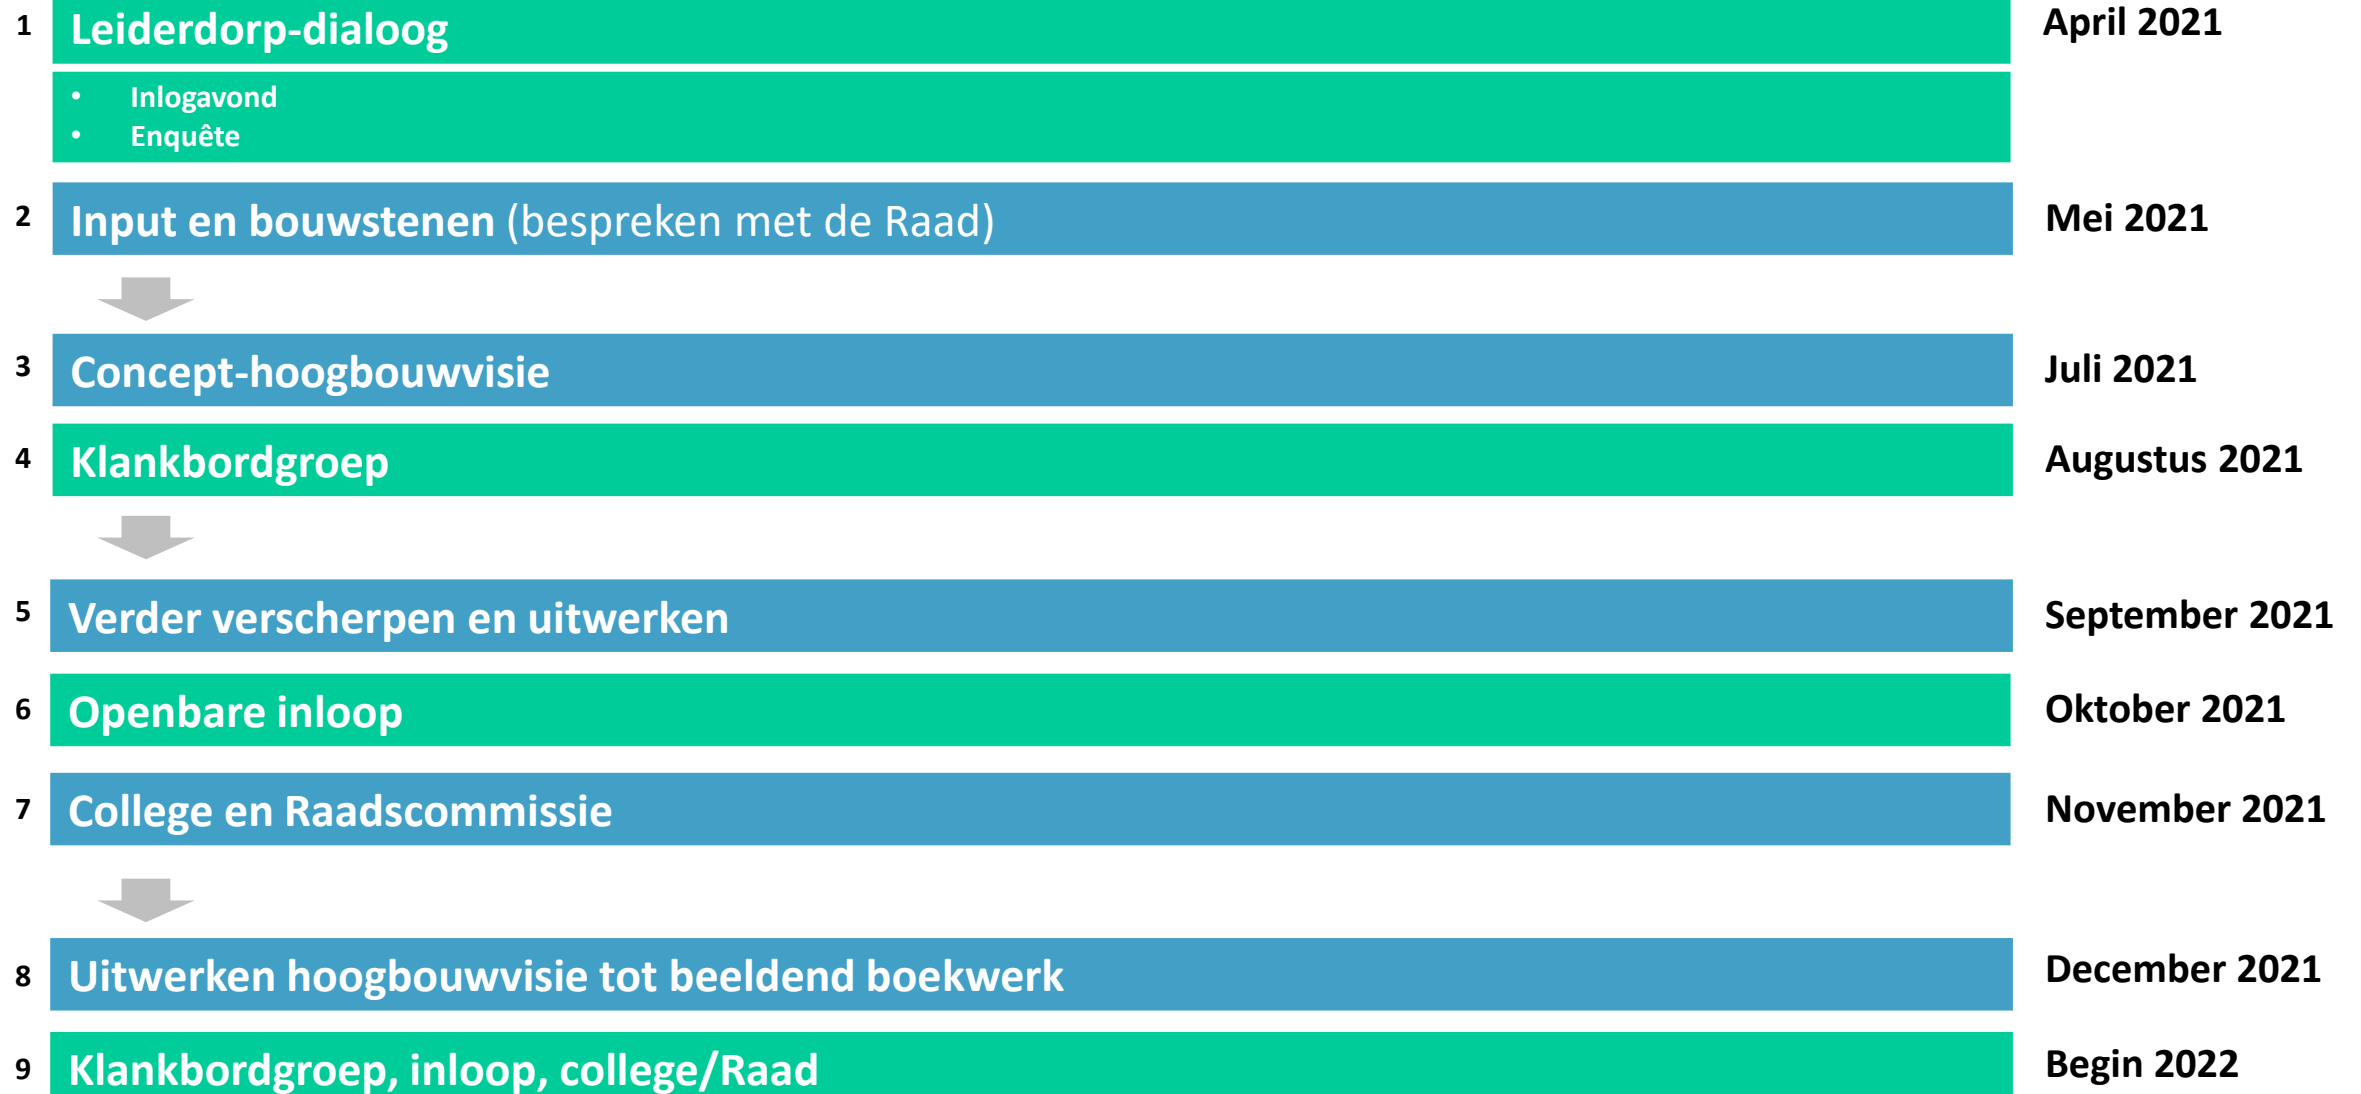 1 Leiderdorp-dialoog April 2021
• Inlogavond
• Enquête
2 Input en bouwstenen (bespreken met de Raad) Mei 2021
3 Concept-hoogbouwvisie Juli 2021
4 Klankbordgroep Augustus 2021
5 Verder verscherpen en uitwerken September 2021
6 Openbare inloop Oktober 2021
7 College en Raadscommissie November 2021
8 Uitwerken hoogbouwvisie tot beeldend boekwerk December 2021
9 Klankbordgroep, inloop, college/Raad Begin 2022